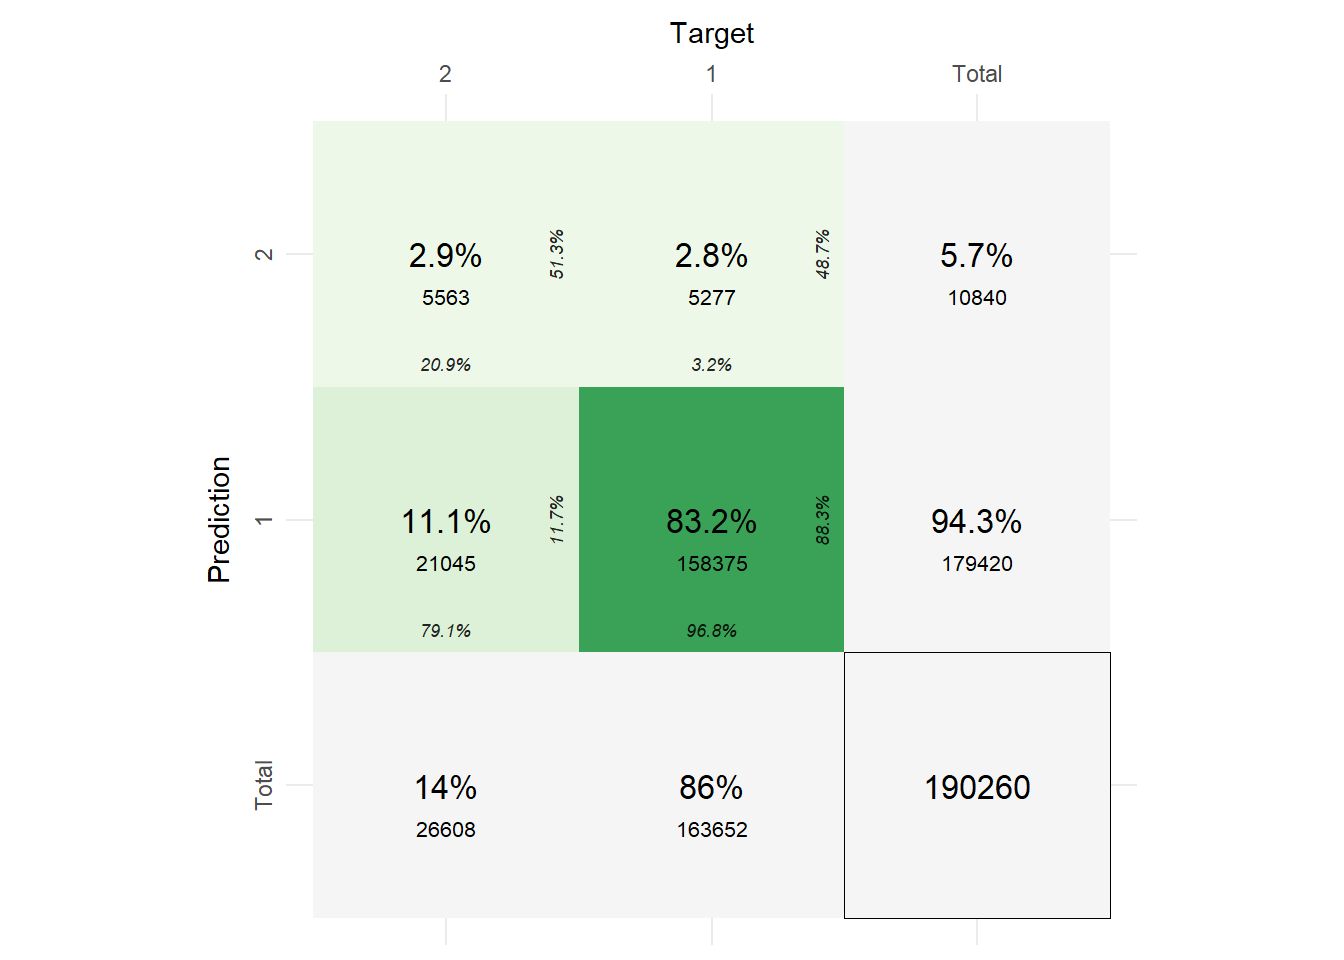 Target
2 1 Total
2
2.9% 51.3% 2.8% 48.7% 5.7%
5563 5277 10840
20.9% 3.2%
Prediction
1
11.1% 11.7% 83.2% 88.3% 94.3%
21045 158375 179420
79.1% 96.8%
Total
14% 86% 190260
26608 163652